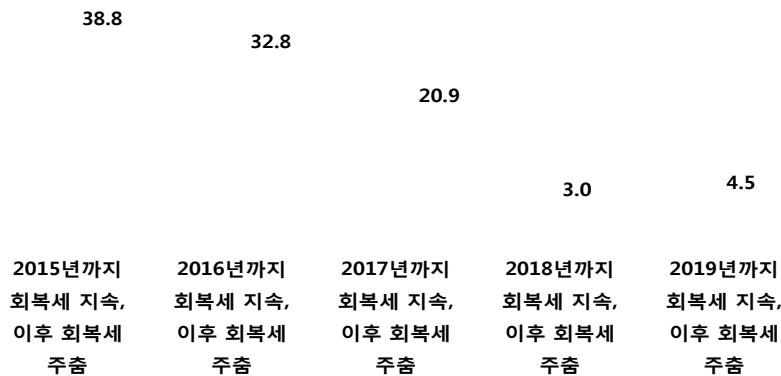 38.8
32.8
20.9
3.0
4.5
2015년까지
회복세 지속,
이후 회복세
주춤
2016년까지
회복세 지속,
이후 회복세
주춤
2017년까지
회복세 지속,
이후 회복세
주춤
2018년까지
회복세 지속,
이후 회복세
주춤
2019년까지
회복세 지속,
이후 회복세
주춤